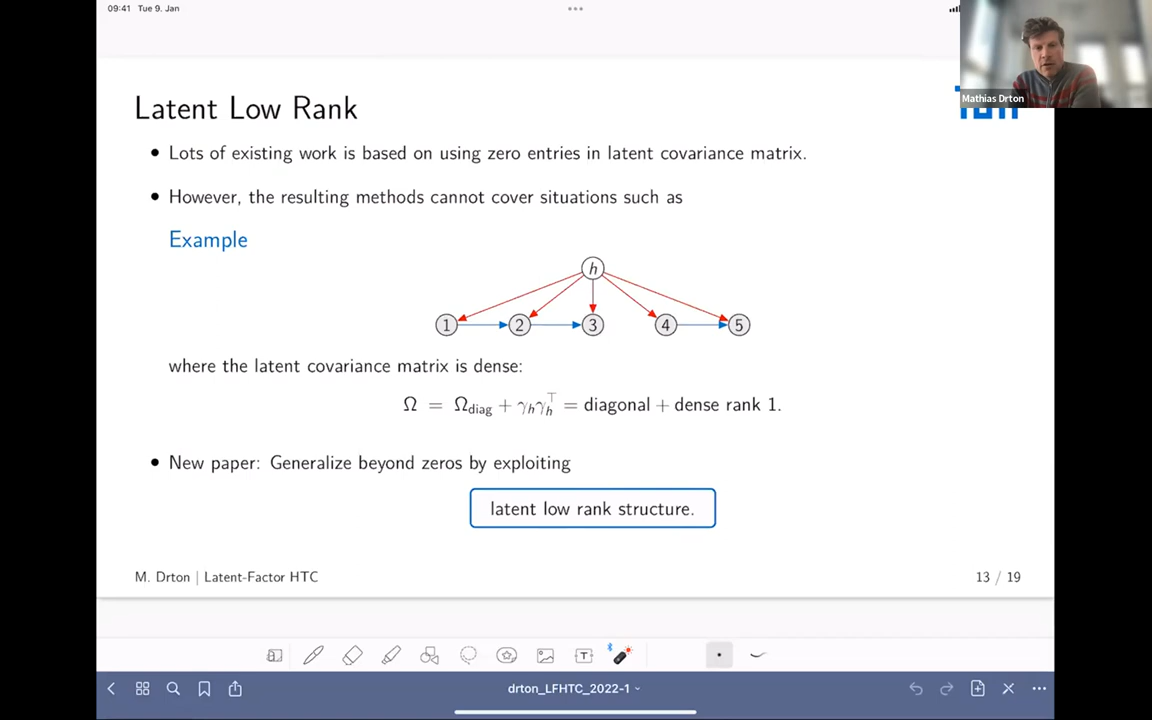 09:41 Tue 9. Jan
Mathias Drton
Latent Low Rank
• Lots of existing work is based on using zero entries in latent covariance matrix.
• However, the resulting methods cannot cover situations such as
Example
h
1 2 3 4 5
where the latent covariance matrix is dense:
Ω = Ω_diag + γ_hγ_h^⊤ = diagonal + dense rank 1.
• New paper: Generalize beyond zeros by exploiting
latent low rank structure.
M. Drton | Latent-Factor HTC 13 / 19
T
drton_LFHTC_2022-1